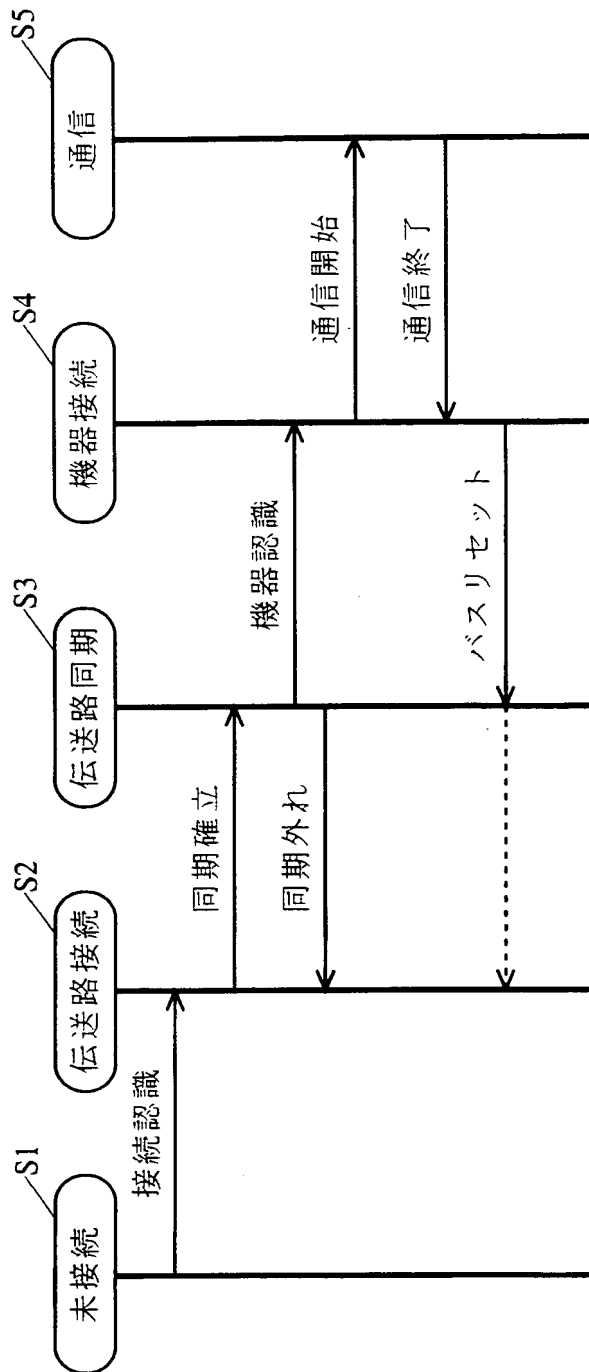 S1
未接続
S2
伝送路接続
S3
伝送路同期
S4
機器接続
S5
通信
接続認識
同期確立
機器認識
同期外れ
通信開始
通信終了
バスリセット